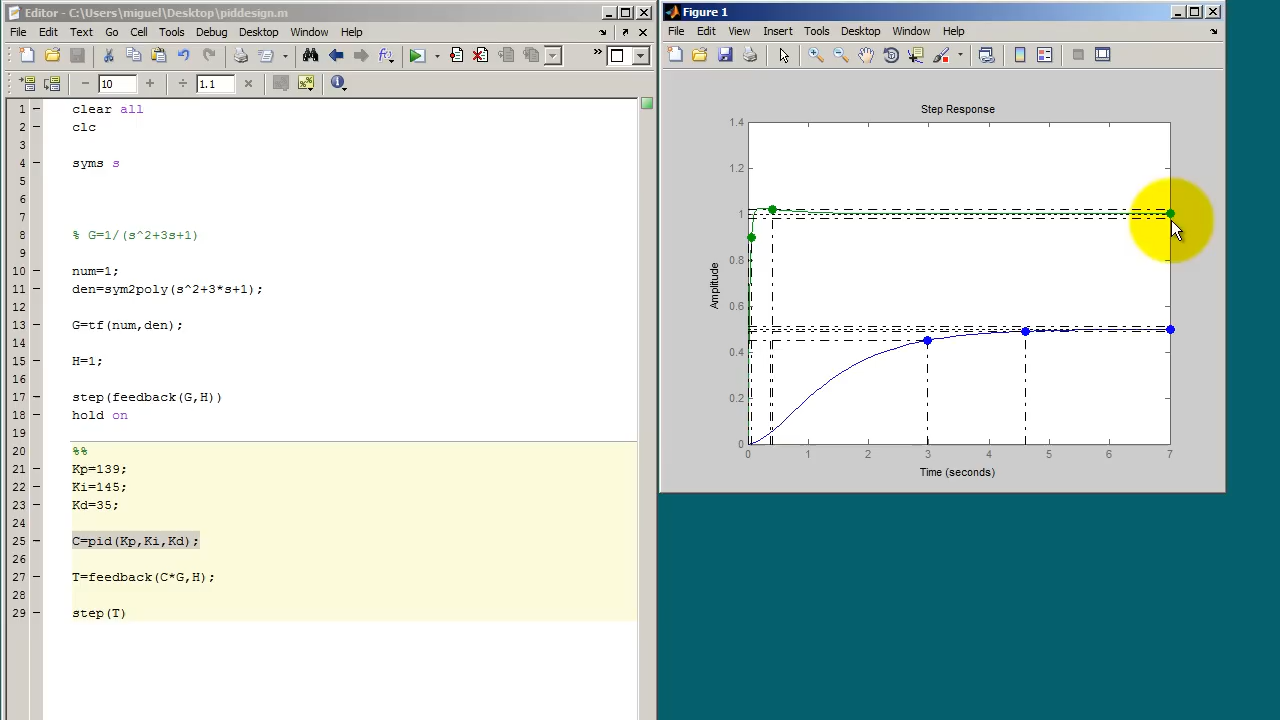 Editor - C:\Users\miguel\Desktop\piddesign.m
File Edit Text Go Cell Tools Debug Desktop Window Help
10
1.1
1 clear all
2 clc
3
4 syms s
5
6
7
8 % G=1/(s^2+3s+1)
9
10 num=1;
11 den=sym2poly(s^2+3*s+1);
12
13 G=tf(num,den);
14
15 H=1;
16
17 step(feedback(G,H))
18 hold on
19
20 %%
21 Kp=139;
22 Ki=145;
23 Kd=35;
24
25 C=pid(Kp,Ki,Kd);
26
27 T=feedback(C*G,H);
28
29 step(T)
Figure 1
File Edit View Insert Tools Desktop Window Help
Step Response
1.4
1.2
1
0.8
0.6
0.4
0.2
0
Amplitude
0 1 2 3 4 5 6 7
Time (seconds)